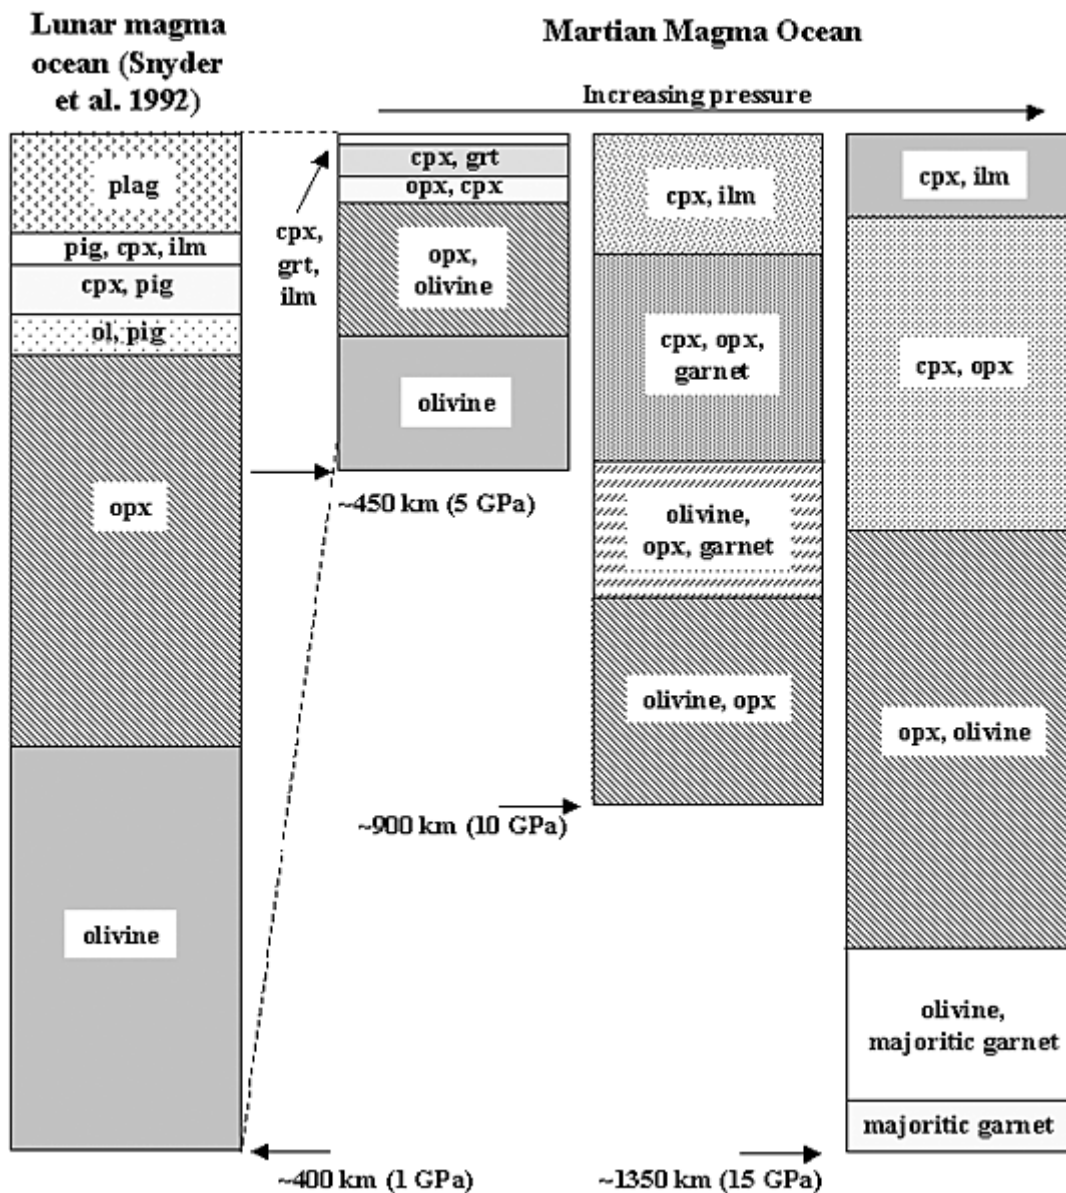 Lunar magma
ocean (Snyder
et al. 1992)
Martian Magma Ocean
Increasing pressure
plag
pig, cpx, ilm
cpx, pig
ol, pig
opx
olivine
~400 km (1 GPa)
cpx,
grt,
ilm
cpx, grt
opx, cpx
opx,
olivine
olivine
~450 km (5 GPa)
cpx, ilm
cpx, opx,
garnet
olivine,
opx, garnet
olivine, opx
~900 km (10 GPa)
cpx, ilm
cpx, opx
opx, olivine
olivine,
majoritic garnet
majoritic garnet
~1350 km (15 GPa)